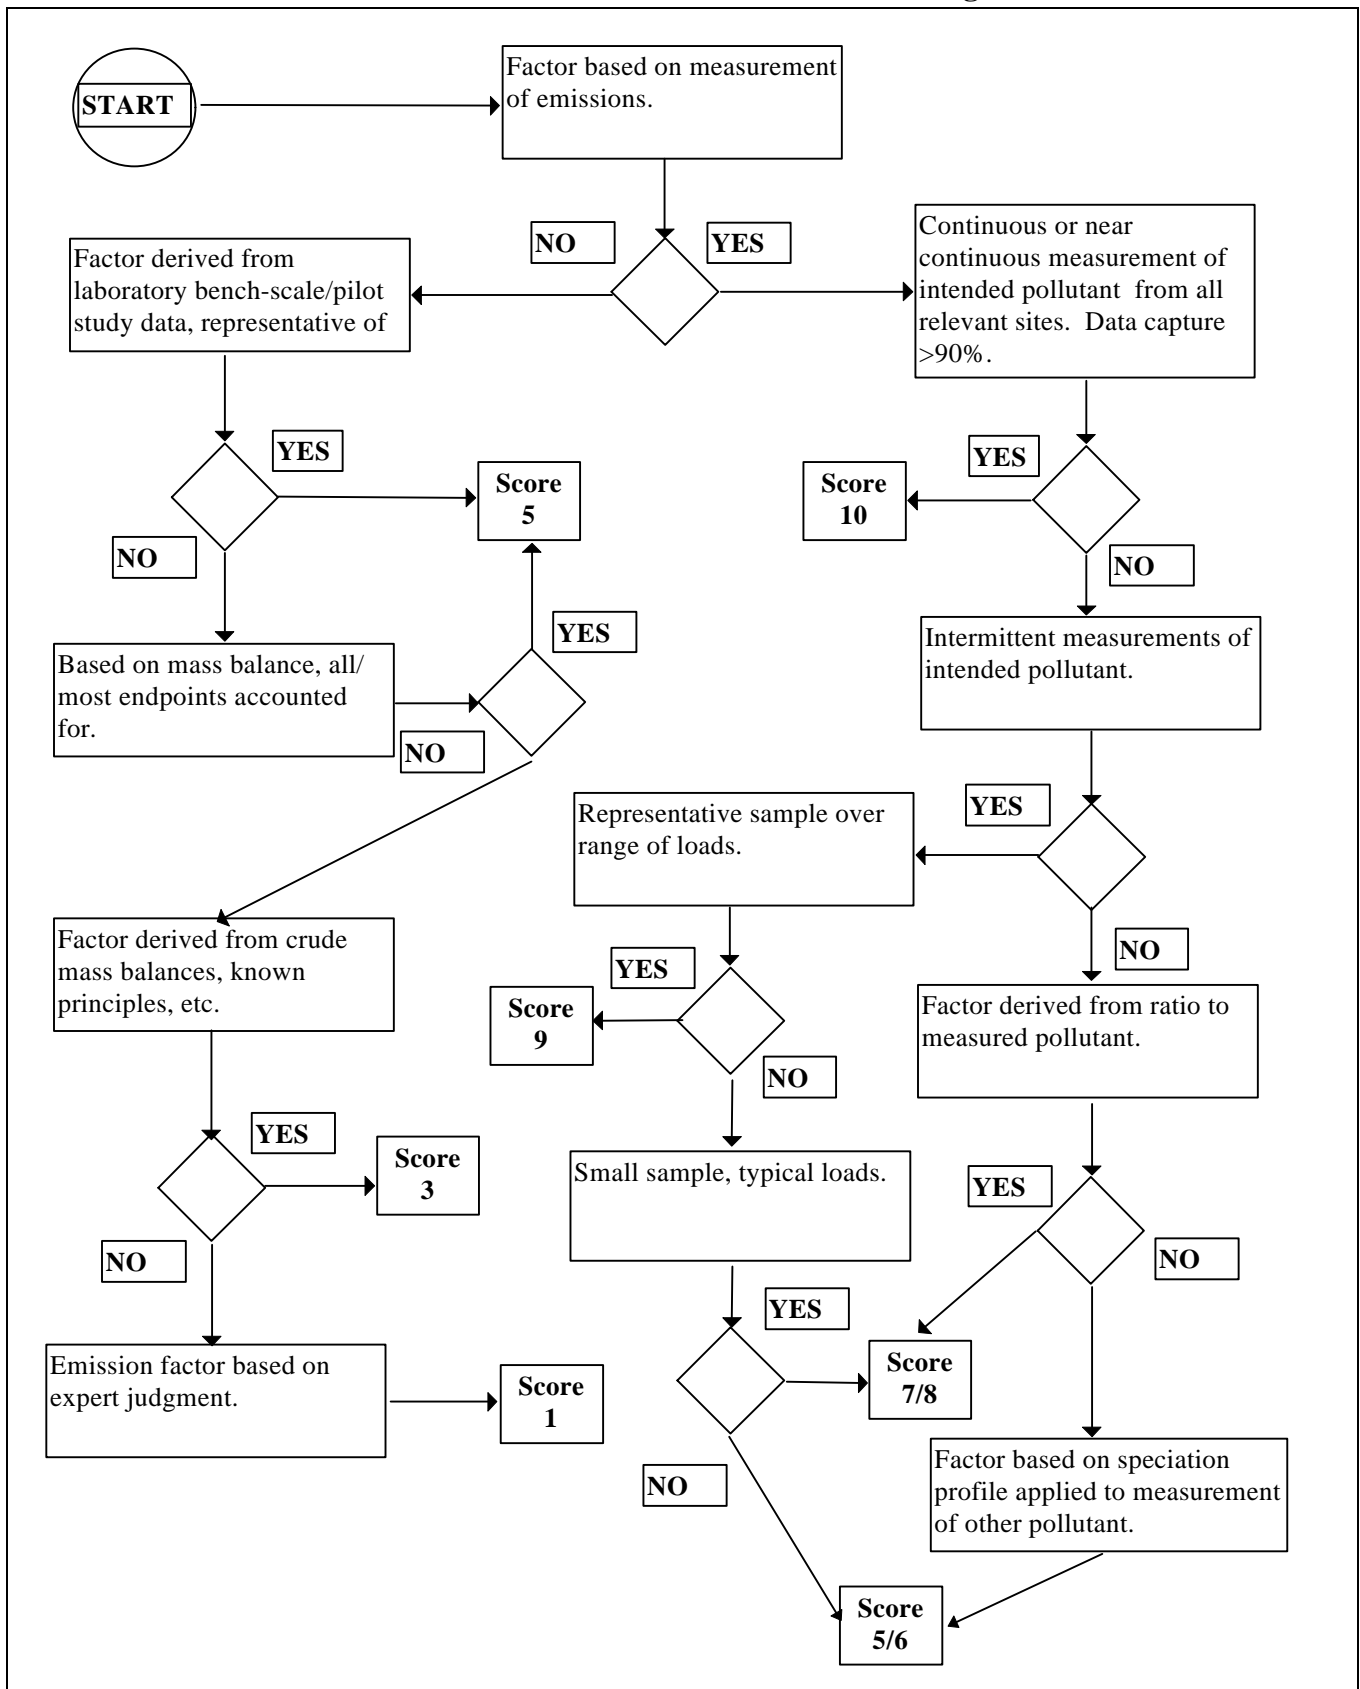 START
Factor based on measurement
of emissions.
NO
YES
Factor derived from
laboratory bench-scale/pilot
study data, representative of
Continuous or near
continuous measurement of
intended pollutant from all
relevant sites. Data capture
>90%.
YES
Score
5
YES
Score
10
NO
NO
YES
Based on mass balance, all/
most endpoints accounted
for.
NO
Intermittent measurements of
intended pollutant.
Representative sample over
range of loads.
YES
Factor derived from crude
mass balances, known
principles, etc.
YES
Score
9
NO
NO
Factor derived from ratio to
measured pollutant.
YES
Score
3
NO
Small sample, typical loads.
YES
NO
Emission factor based on
expert judgment.
Score
1
YES
Score
7/8
NO
Factor based on speciation
profile applied to measurement
of other pollutant.
Score
5/6